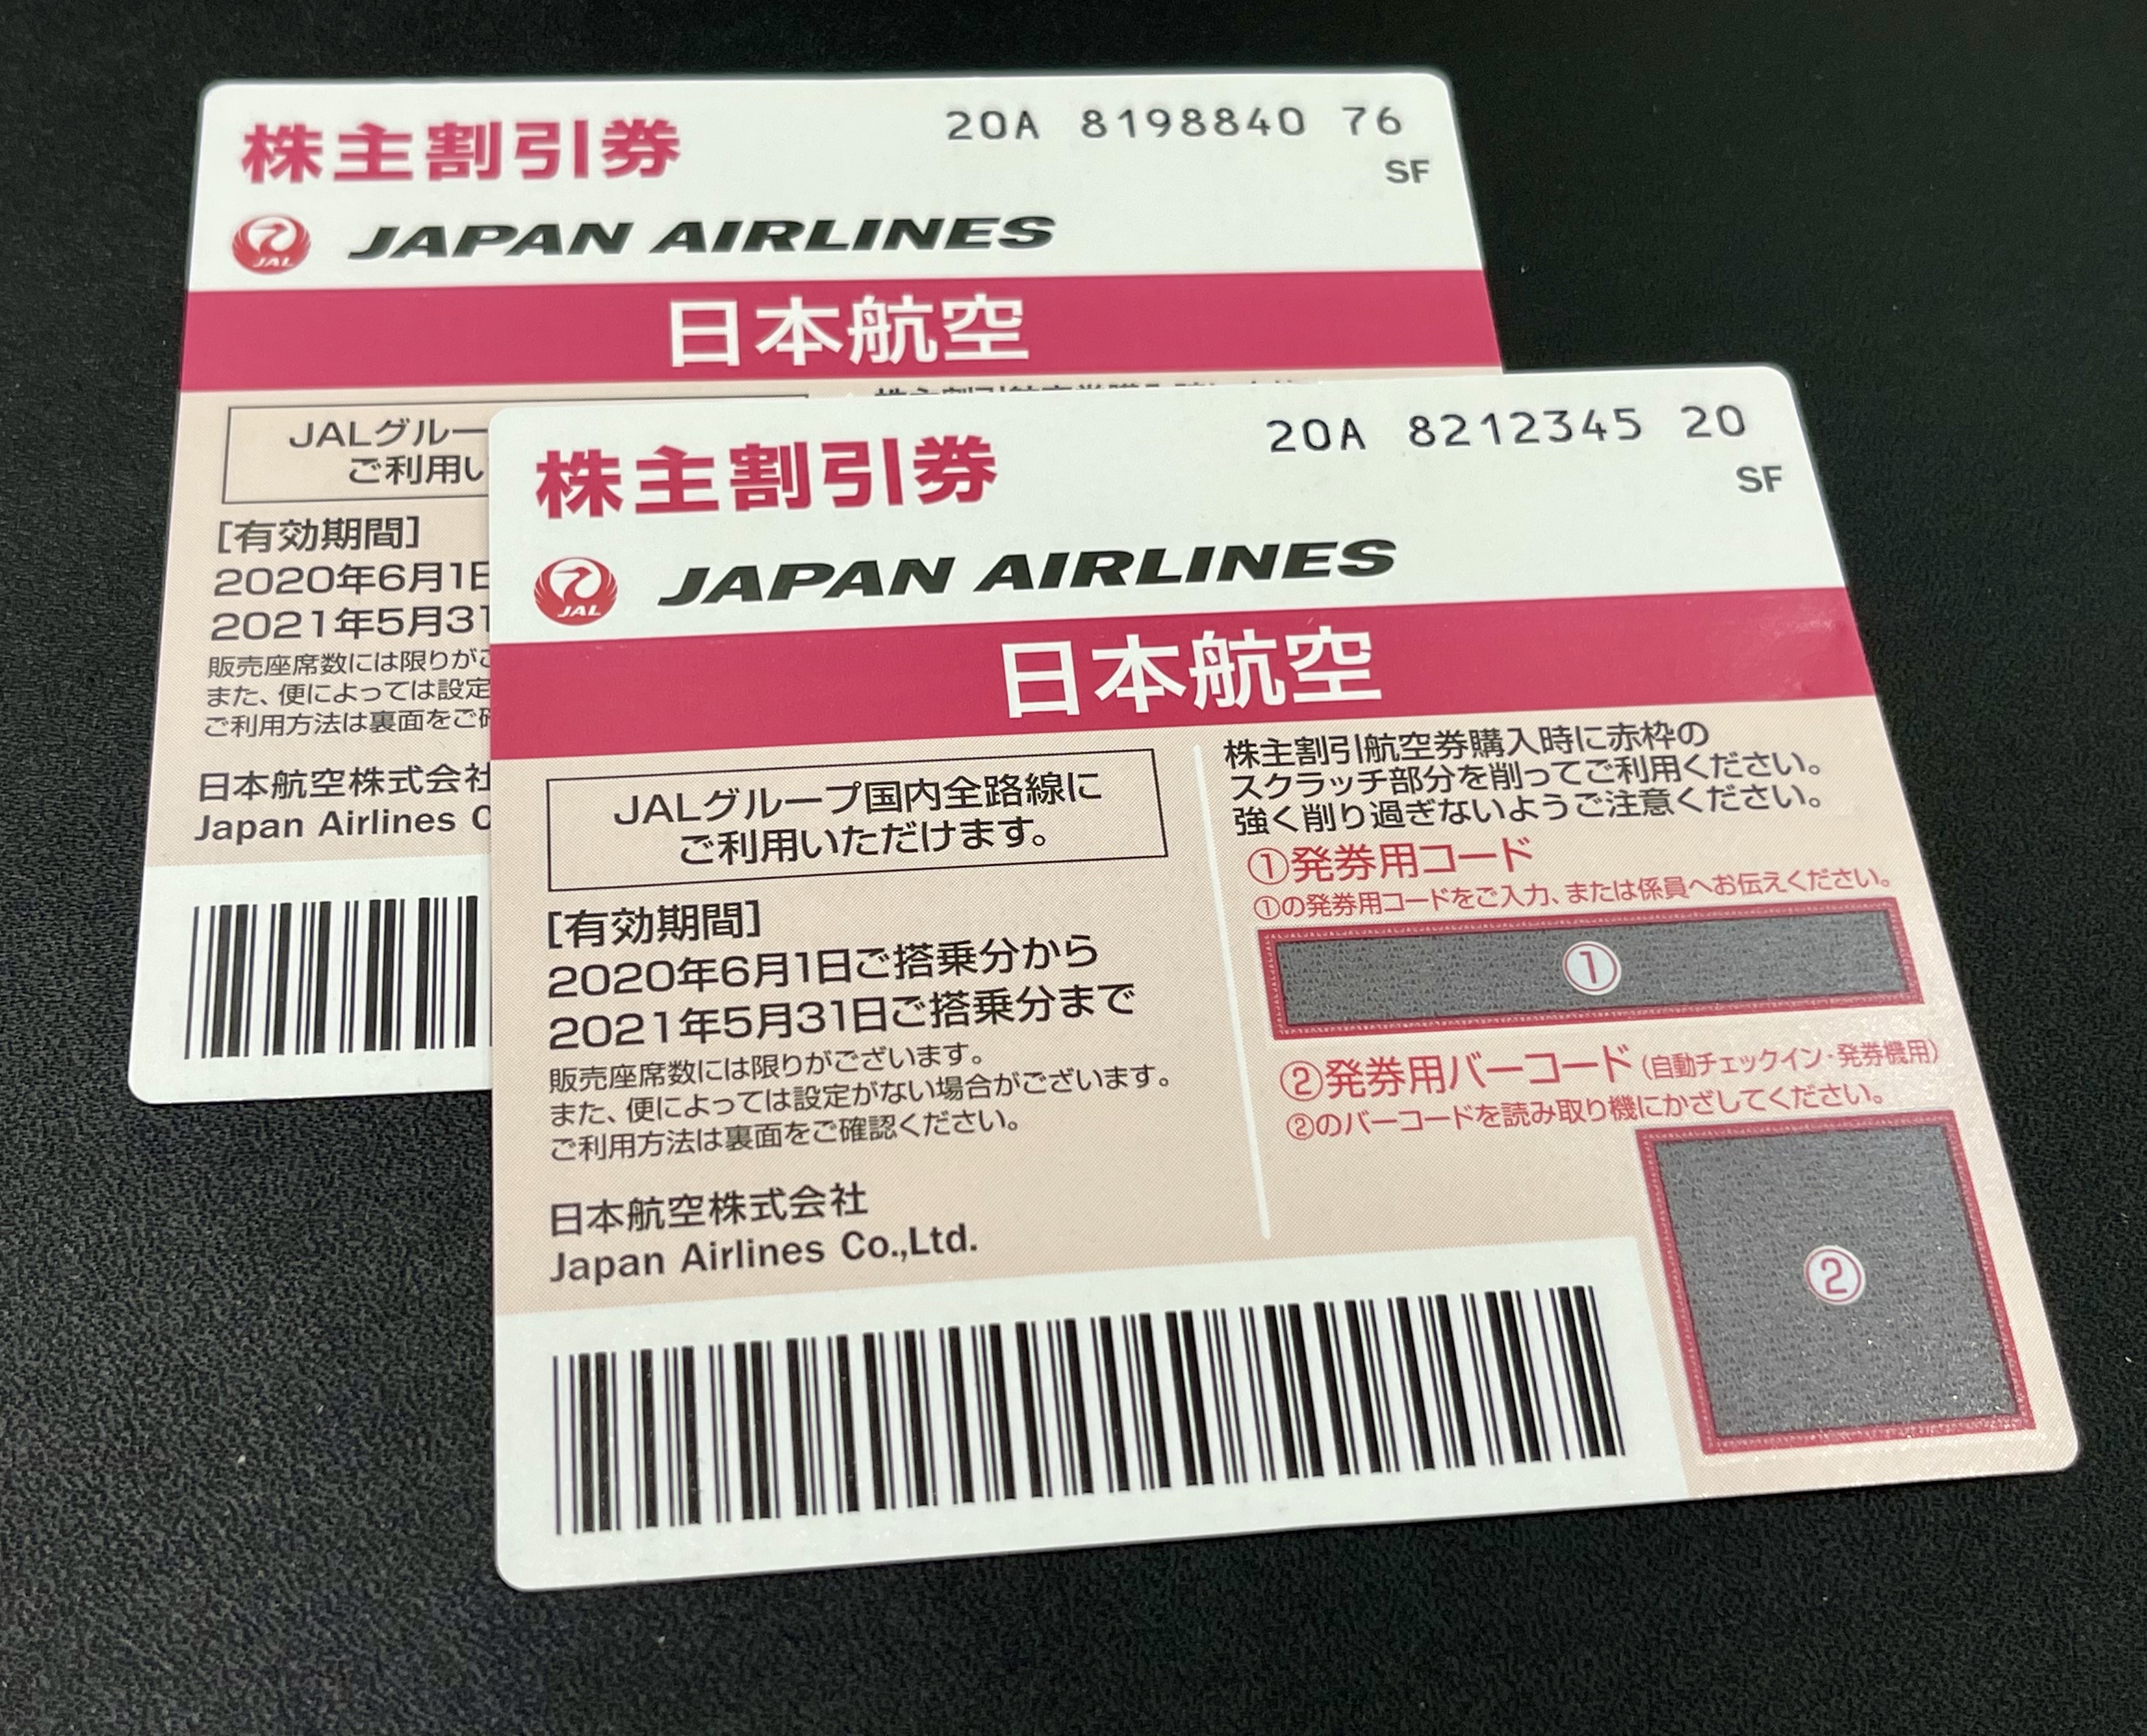 株主割引券
20A 8198840 76
SF
JAL
JAPAN AIRLINES
日本航空
JALグルー
ご利用い
[有効期間]
2020年6月1日
2021年5月31
販売座席数には限りがご
また、便によっては設定
ご利用方法は裏面をご確
日本航空株式会社
Japan Airlines C
株主割引券
20A 8212345 20
SF
JAL
JAPAN AIRLINES
日本航空
JALグループ国内全路線に
ご利用いただけます。
[有効期間]
2020年6月1日ご搭乗分から
2021年5月31日ご搭乗分まで
販売座席数には限りがございます。
また、便によっては設定がない場合がございます。
ご利用方法は裏面をご確認ください。
日本航空株式会社
Japan Airlines Co.,Ltd.
株主割引航空券購入時に赤枠の
スクラッチ部分を削ってご利用ください。
強く削り過ぎないようご注意ください。
①発券用コード
①の発券用コードをご入力、または係員へお伝えください。
①
②発券用バーコード(自動チェックイン・発券機用)
②のバーコードを読み取り機にかざしてください。
②